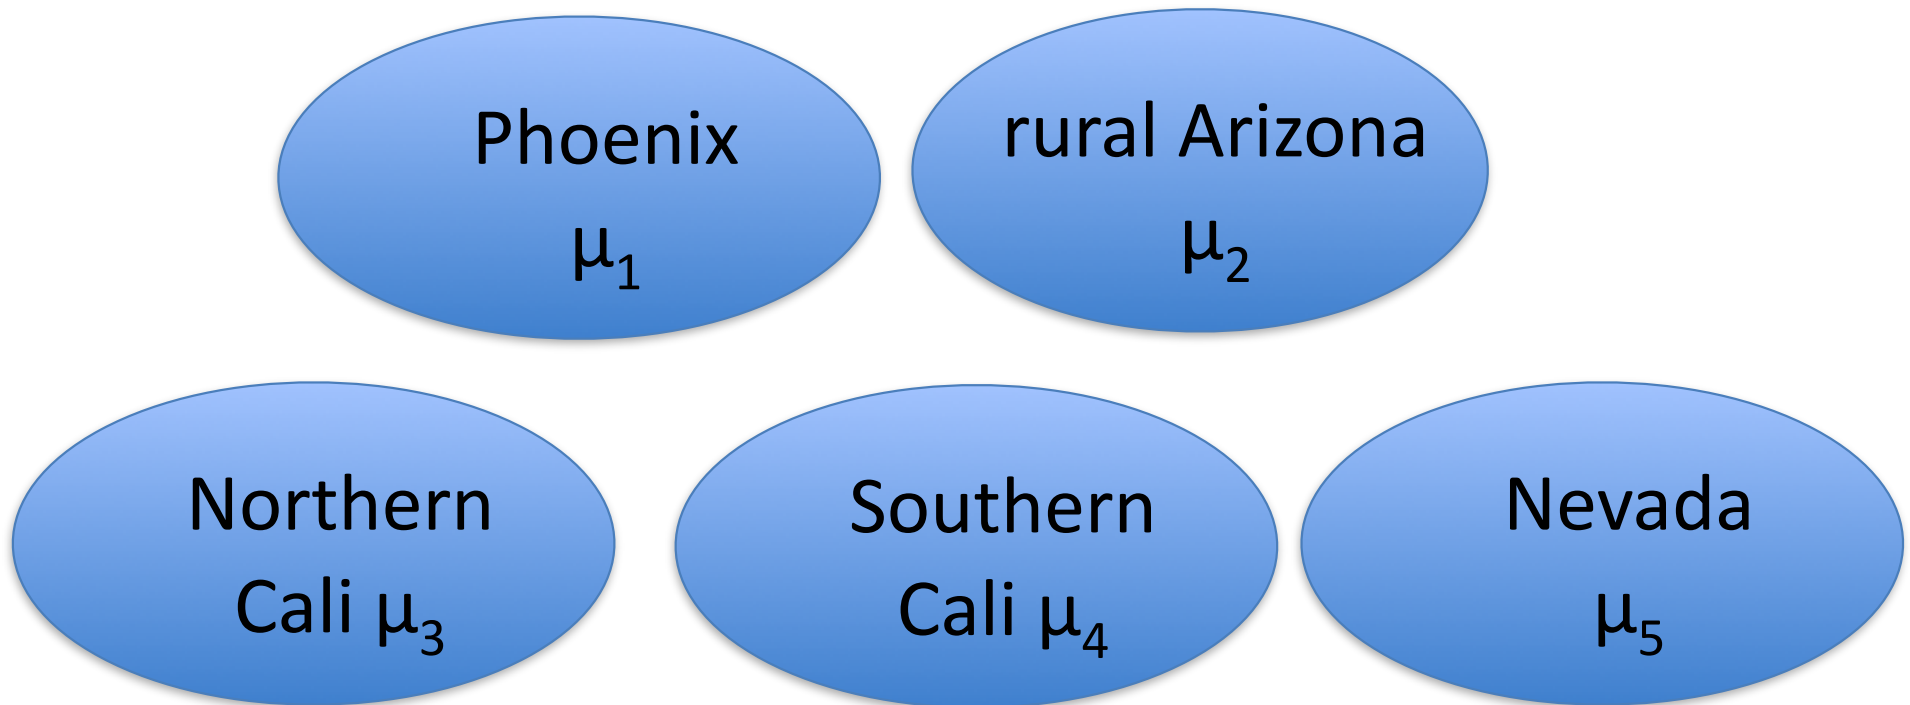 Phoenix
μ₁
rural Arizona
μ₂
Northern
Cali μ₃
Southern
Cali μ₄
Nevada
μ₅